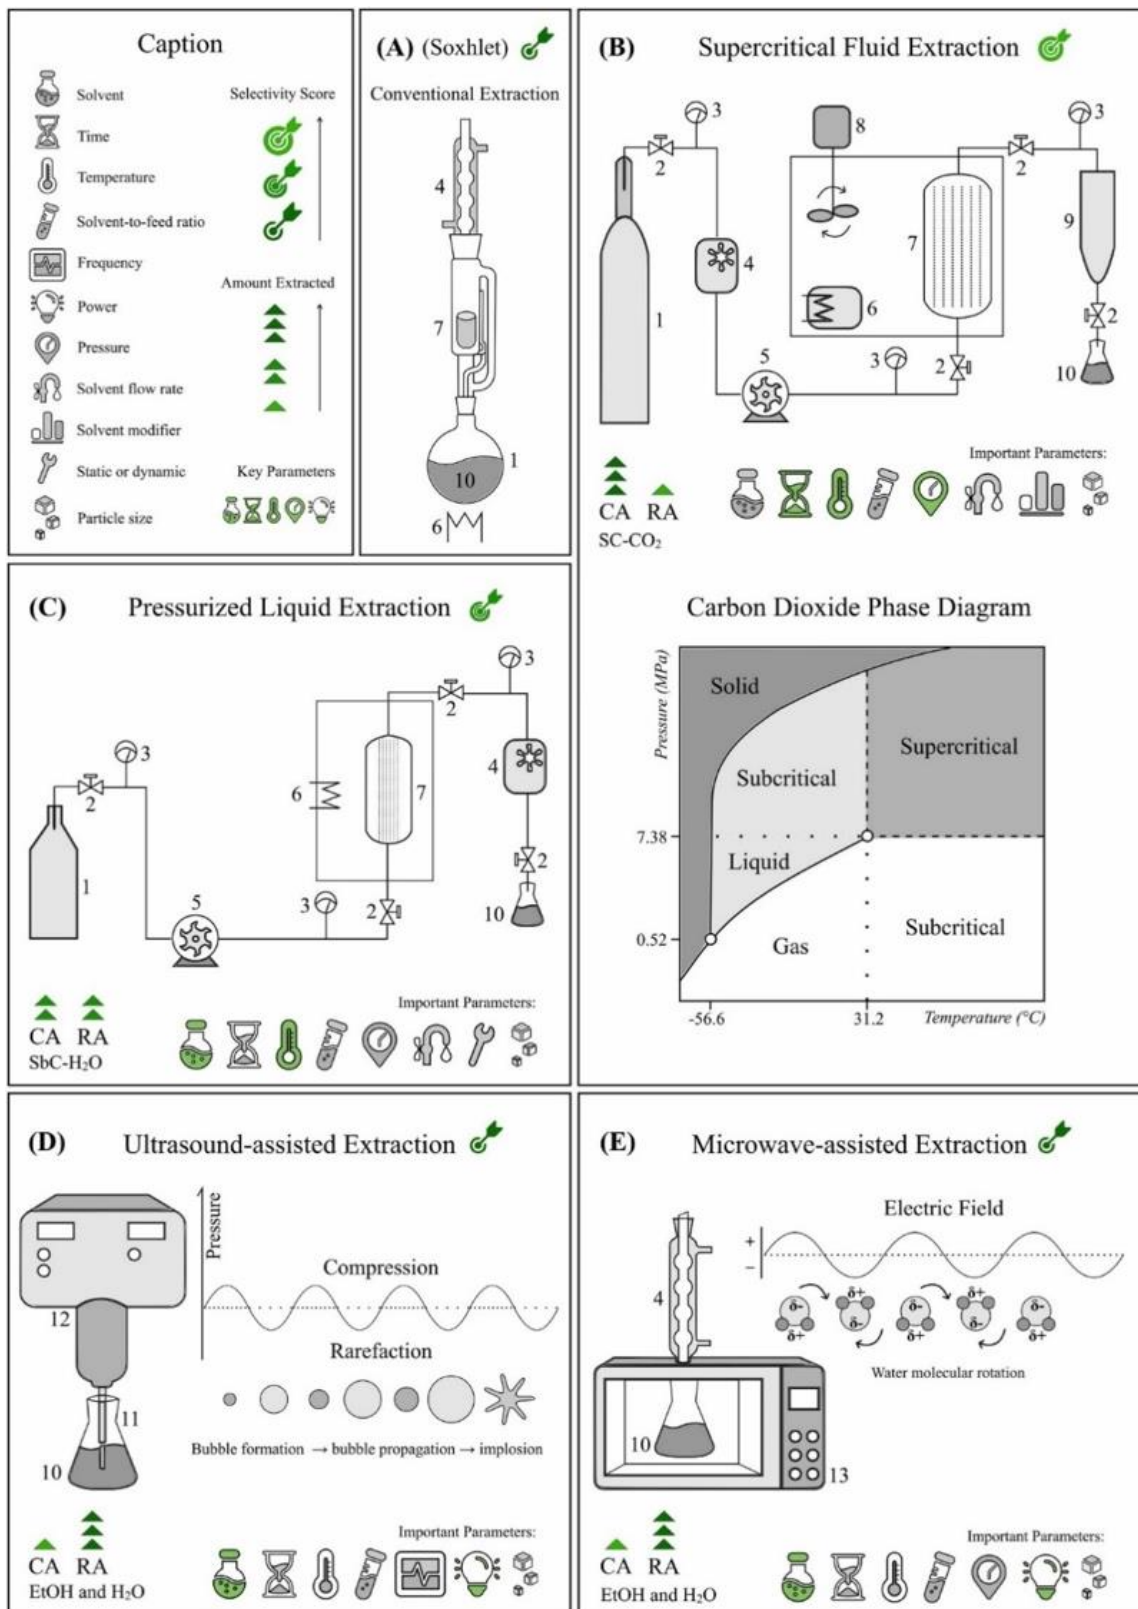 Caption
Solvent
Time
Temperature
Solvent-to-feed ratio
Frequency
Power
Pressure
Solvent flow rate
Solvent modifier
Static or dynamic
Particle size
Selectivity Score
Amount Extracted
Key Parameters
(A) (Soxhlet)
Conventional Extraction
4
7
1
10
6
(B) Supercritical Fluid Extraction
3
2
8
2
3
4
7
9
1
6
2
5
3
2
10
Important Parameters:
CA RA
SC-CO₂
Carbon Dioxide Phase Diagram
Pressure (MPa)
Solid
Supercritical
Subcritical
7.38
Liquid
Subcritical
0.52
Gas
-56.6
31.2
Temperature (°C)
(C) Pressurized Liquid Extraction
3
2
3
4
2
6
7
1
2
5
3
2
10
Important Parameters:
CA RA
SbC-H₂O
(D) Ultrasound-assisted Extraction
Pressure
Compression
12
Rarefaction
11
Bubble formation → bubble propagation → implosion
10
Important Parameters:
CA RA
EtOH and H₂O
(E) Microwave-assisted Extraction
Electric Field
+
−
4
δ- δ+ δ- δ+ δ-
δ+ δ- δ+ δ- δ+
Water molecular rotation
10
13
Important Parameters:
CA RA
EtOH and H₂O